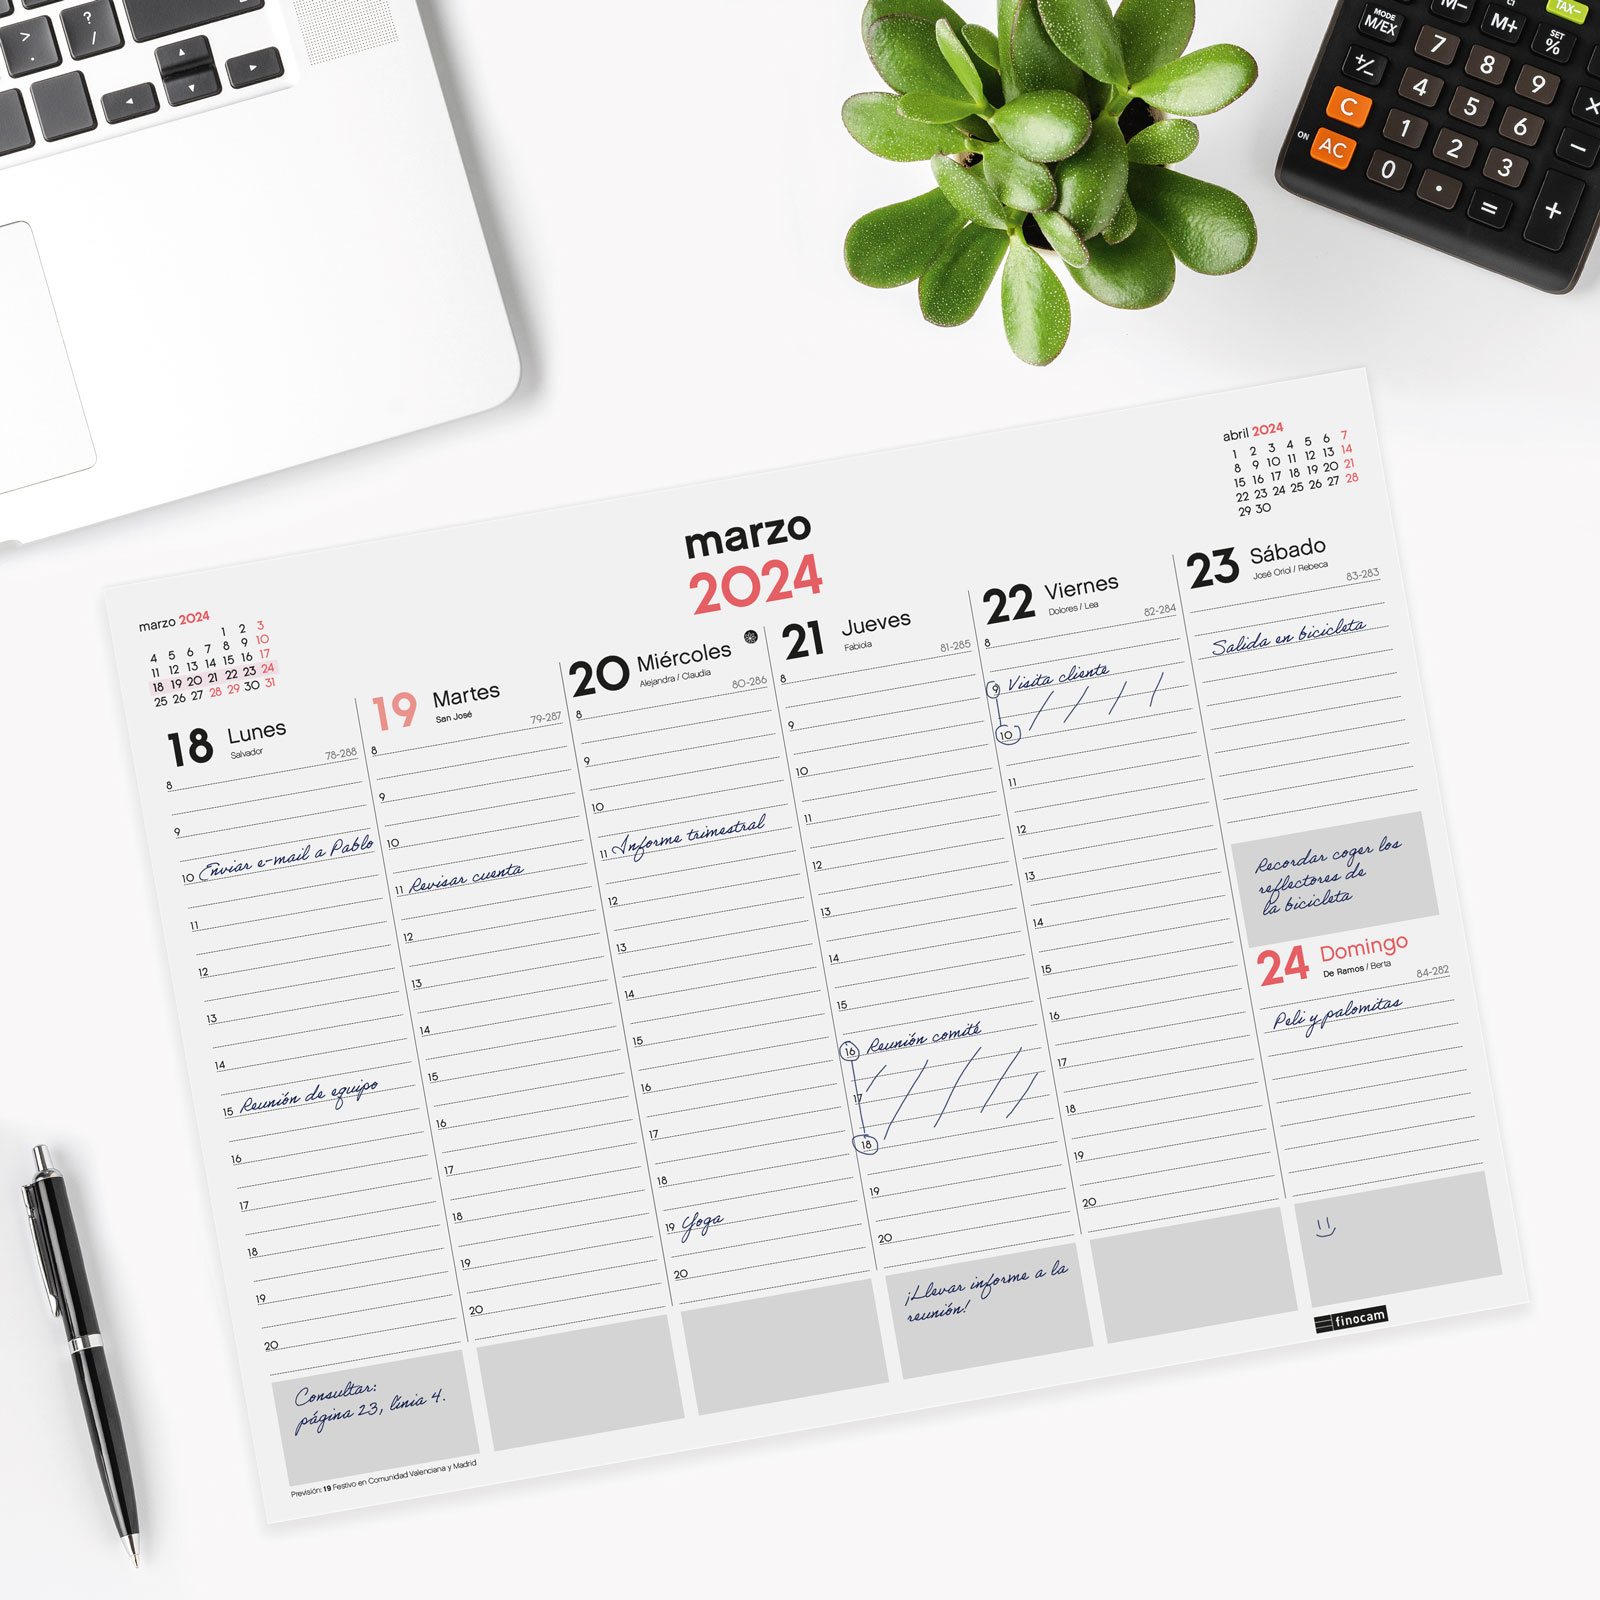 ? /
>
MODE
M/EX
M-
M+
SET
%
TAX-
+/-
7 8 9
C
4 5 6
×
ON
AC
1 2 3
−
0 . = +
marzo
2024
abril 2024
1 2 3 4 5 6 7
8 9 10 11 12 13 14
15 16 17 18 19 20 21
22 23 24 25 26 27 28
29 30
marzo 2024
1 2 3
4 5 6 7 8 9 10
11 12 13 14 15 16 17
18 19 20 21 22 23 24
25 26 27 28 29 30 31
18 Lunes
Salvador
78-288
8
9
10 Enviar e-mail a Pablo
11
12
13
14
15 Reunión de equipo
16
17
18
19
20
Consultar:
página 23, línia 4.
19 Martes
San José
79-287
8
9
10
11 Revisar cuenta
12
13
14
15
16
17
18
19
20
20 Miércoles
Alejandra / Claudia
80-286
8
9
10
11 Informe trimestral
12
13
14
15
16
17
18
19 Yoga
20
21 Jueves
Fabiola
81-285
8
9
10
11
12
13
14
15
16 Reunión comité
17
18
19
20
¡Llevar informe a la
reunión!
22 Viernes
Dolores / Lea
82-284
8
9 Visita cliente
10
11
12
13
14
15
16
17
18
19
20
23 Sábado
José Oriol / Rebeca
83-283
Salida en bicicleta
Recordar coger los
reflectores de
la bicicleta
24 Domingo
De Ramos / Berta
84-282
Peli y palomitas
finocam
Previsión: 19 Festivo en Comunidad Valenciana y Madrid